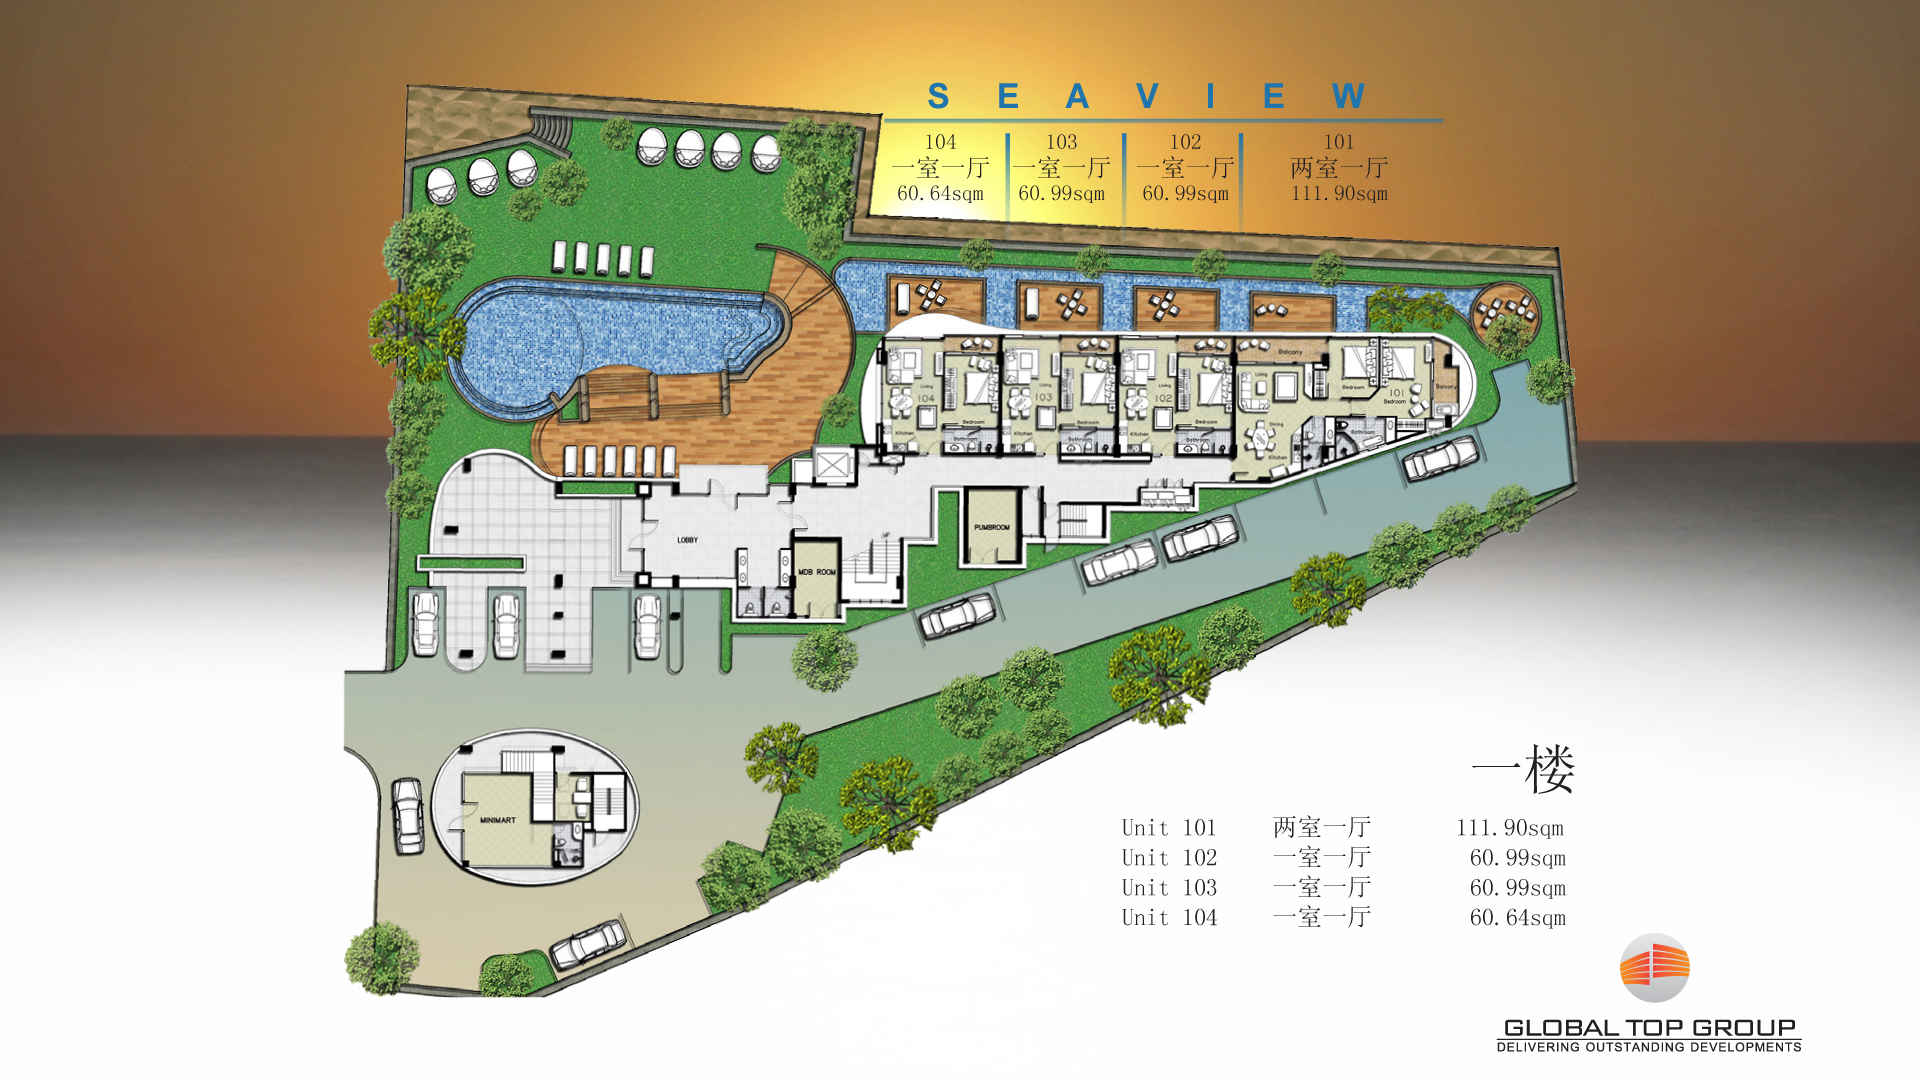 S E A V I E W
104 103 102 101
一室一厅 一室一厅 一室一厅 两室一厅
60.64sqm 60.99sqm 60.99sqm 111.90sqm
Balcony
Living Living Living Living Bedroom Balcony
104 103 102 101
Bedroom
Bedroom Bedroom Bedroom Dining
Kitchen Kitchen Kitchen Bathroom
Bathroom Bathroom Bathroom Kitchen
PUMBROOM
LOBBY
UP
MDB ROOM
MINIMART
一楼
Unit 101 两室一厅 111.90sqm
Unit 102 一室一厅 60.99sqm
Unit 103 一室一厅 60.99sqm
Unit 104 一室一厅 60.64sqm
GLOBAL TOP GROUP
DELIVERING OUTSTANDING DEVELOPMENTS